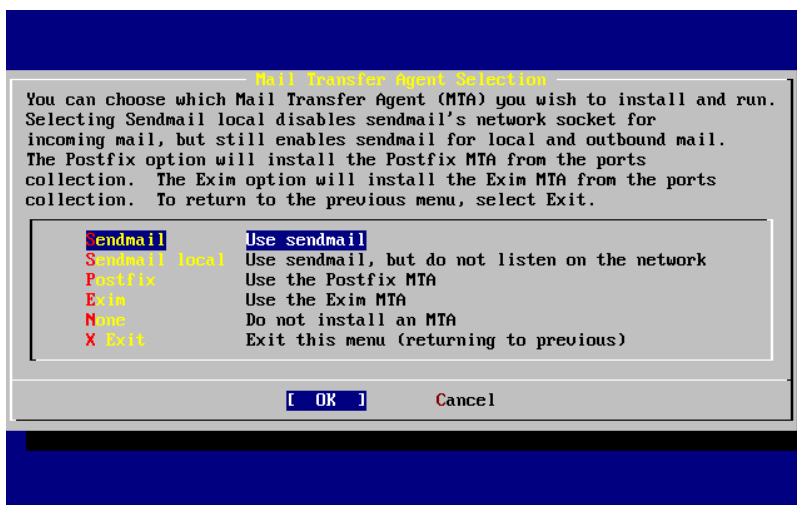 Mail Transfer Agent Selection
You can choose which Mail Transfer Agent (MTA) you wish to install and run.
Selecting Sendmail local disables sendmail's network socket for
incoming mail, but still enables sendmail for local and outbound mail.
The Postfix option will install the Postfix MTA from the ports
collection.  The Exim option will install the Exim MTA from the ports
collection.  To return to the previous menu, select Exit.
Sendmail Use sendmail
Sendmail local Use sendmail, but do not listen on the network
Postfix Use the Postfix MTA
Exim Use the Exim MTA
None Do not install an MTA
X Exit Exit this menu (returning to previous)
[ OK ] Cancel